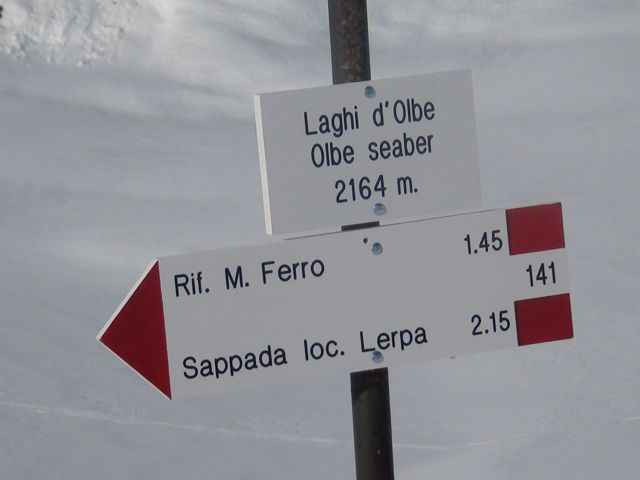 Laghi d'Olbe
Olbe seaber
2164 m.
Rif. M. Ferro 1.45
141
Sappada loc. Lerpa 2.15